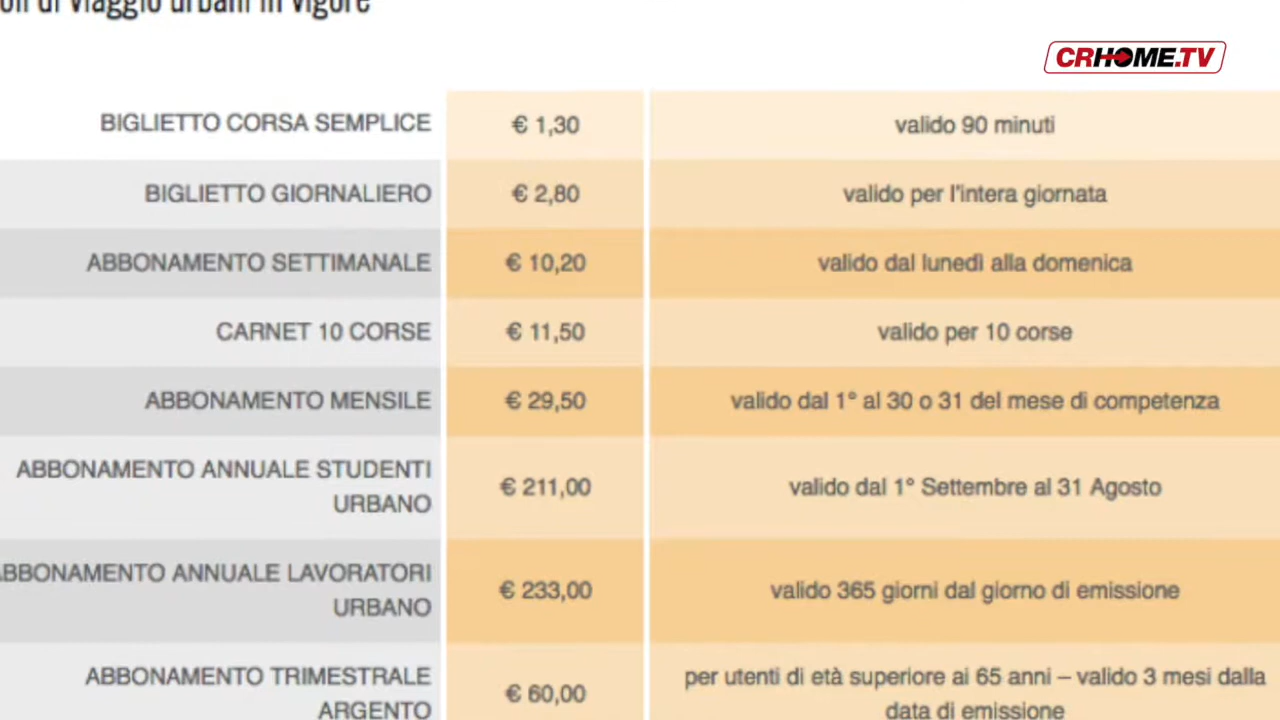 di viaggio urbani in vigore
CRHOME.TV
BIGLIETTO CORSA SEMPLICE € 1,30 valido 90 minuti
BIGLIETTO GIORNALIERO € 2,80 valido per l'intera giornata
ABBONAMENTO SETTIMANALE € 10,20 valido dal lunedì alla domenica
CARNET 10 CORSE € 11,50 valido per 10 corse
ABBONAMENTO MENSILE € 29,50 valido dal 1° al 30 o 31 del mese di competenza
ABBONAMENTO ANNUALE STUDENTI
URBANO € 211,00 valido dal 1° Settembre al 31 Agosto
ABBONAMENTO ANNUALE LAVORATORI
URBANO € 233,00 valido 365 giorni dal giorno di emissione
ABBONAMENTO TRIMESTRALE
ARGENTO € 60,00 per utenti di età superiore ai 65 anni – valido 3 mesi dalla
data di emissione